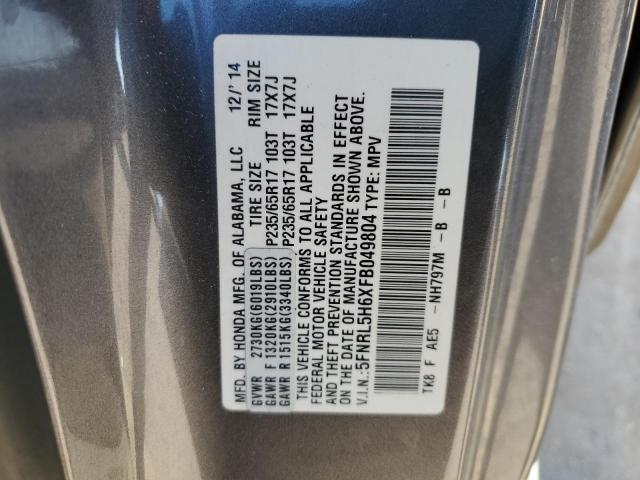 MFD. BY HONDA MFG. OF ALABAMA, LLC 12/'14
GVWR 2730KG(6019LBS) TIRE SIZE RIM SIZE
GAWR F 1320KG(2910LBS) P235/65R17 103T 17X7J
GAWR R 1515KG(3340LBS) P235/65R17 103T 17X7J
THIS VEHICLE CONFORMS TO ALL APPLICABLE
FEDERAL MOTOR VEHICLE SAFETY
AND THEFT PREVENTION STANDARDS IN EFFECT
ON THE DATE OF MANUFACTURE SHOWN ABOVE.
V.I.N.:5FNRL5H6XFB049804 TYPE: MPV
TK8 F AE5 -NH797M -B -B